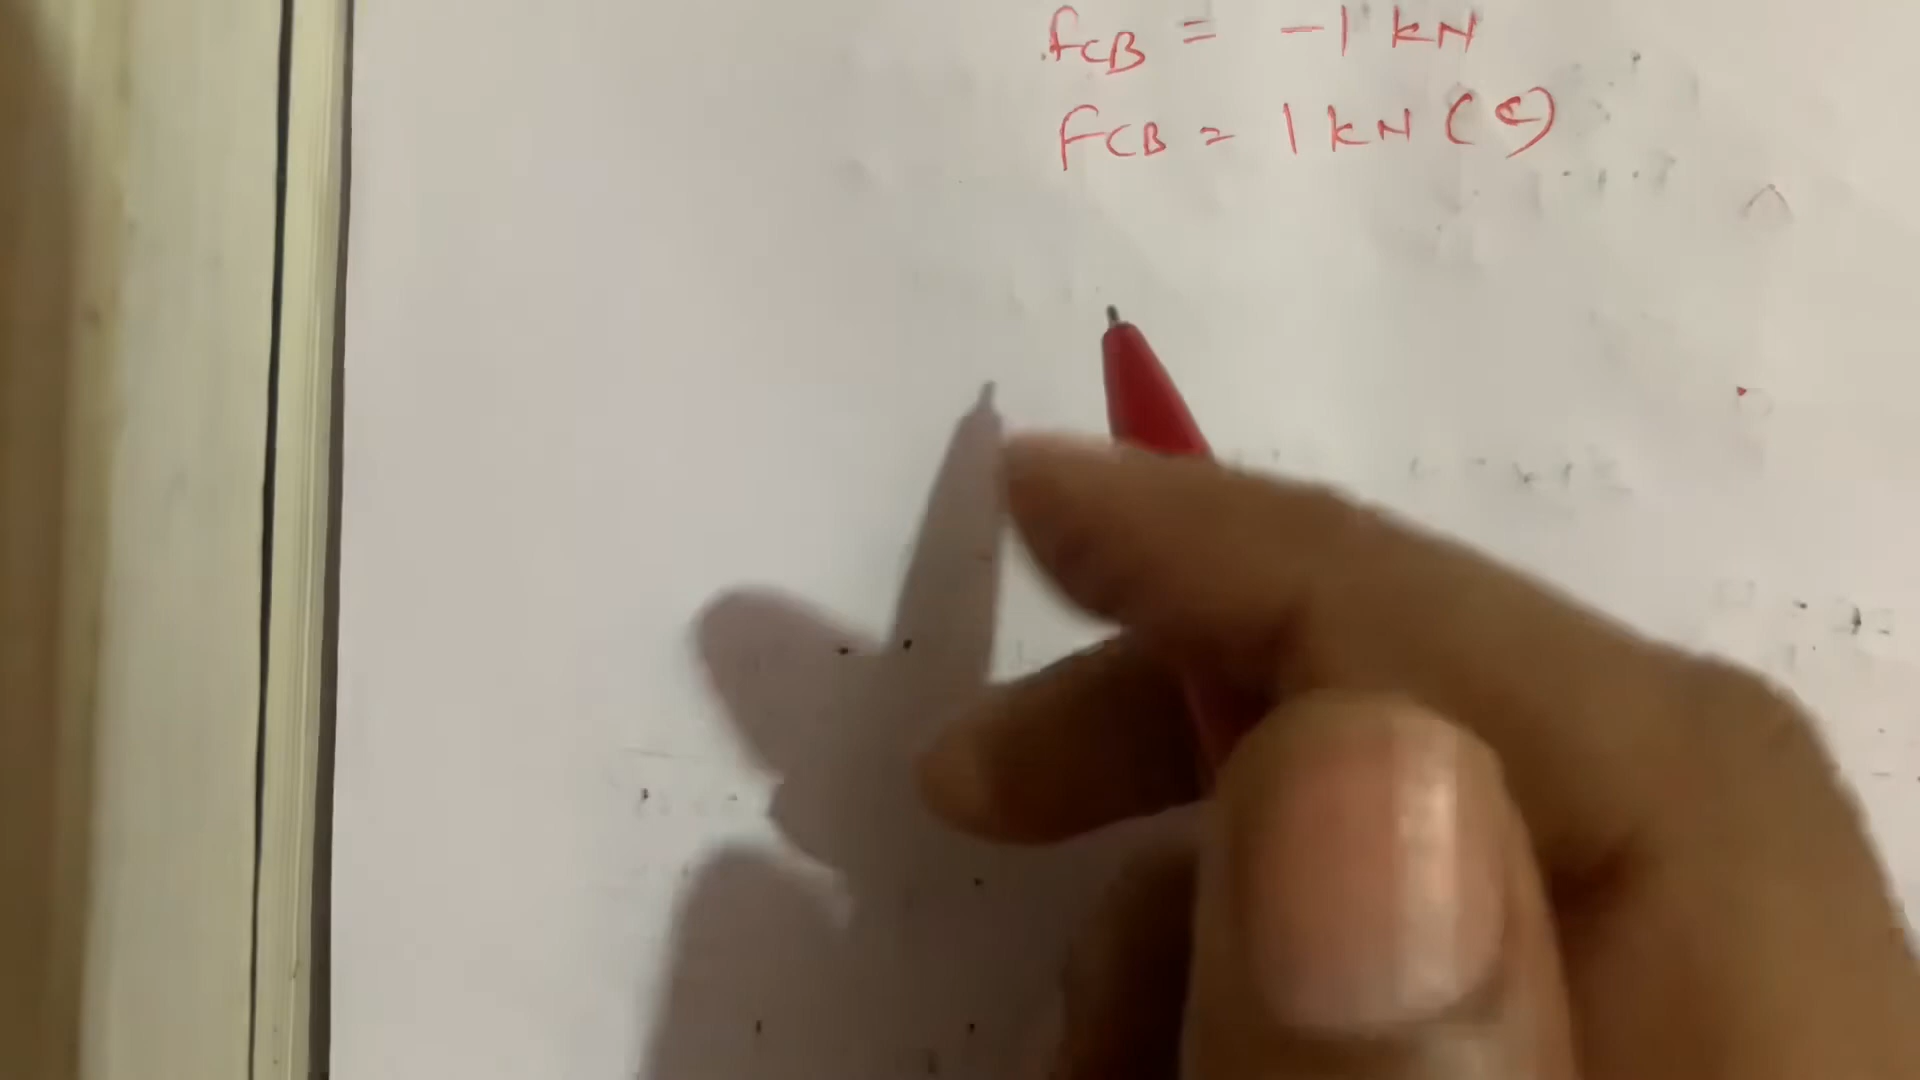 fCB = -1 kN
fCB = 1 kN (C)